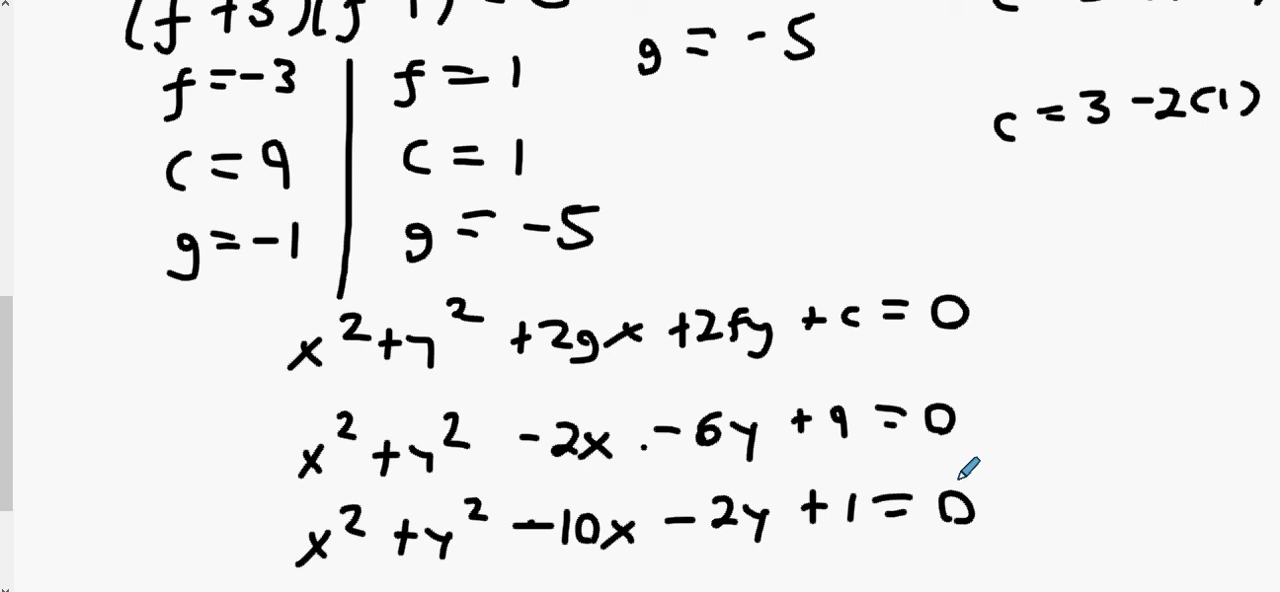 (f+3)(f
g = -5
f=-3 | f = 1
c = 3 -2(1)
c = 9 | c = 1
g=-1 | g = -5
x² + y² +2gx +2fy + c = 0
x² + y² -2x - 6y + 9 = 0
x² + y² - 10x - 2y + 1 = 0